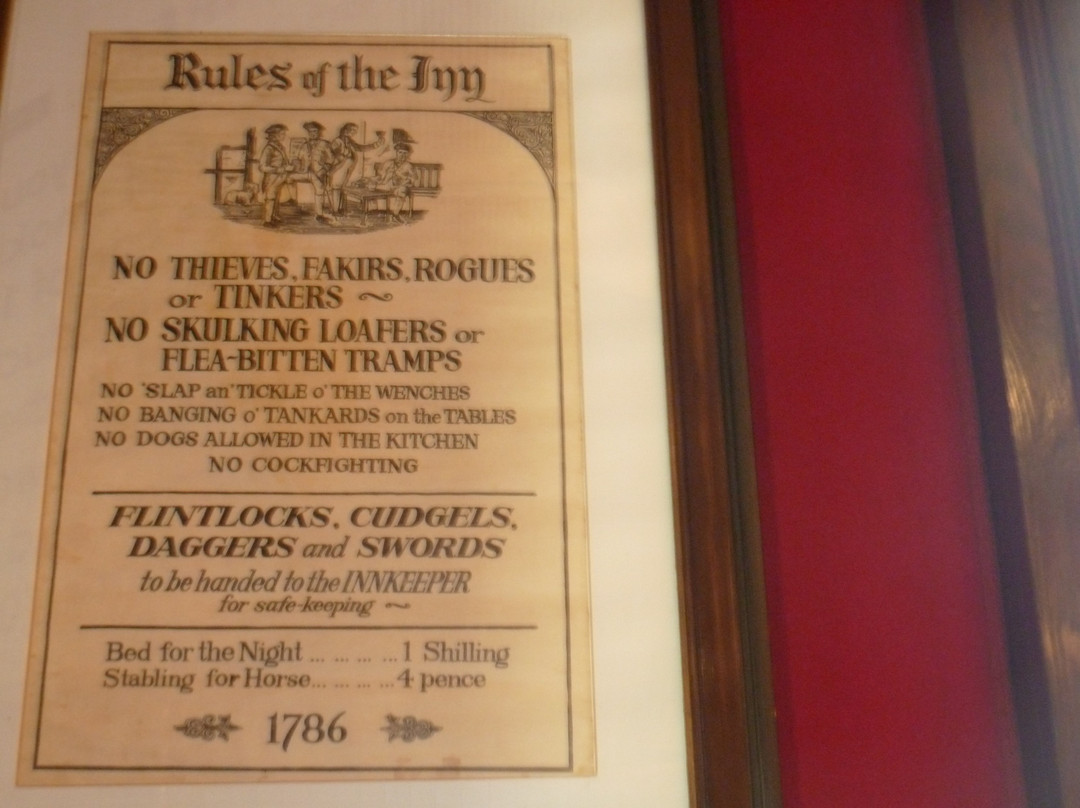 Rules of the Inn
NO THIEVES, FAKIRS, ROGUES
or TINKERS ~
NO SKULKING LOAFERS or
FLEA-BITTEN TRAMPS
NO 'SLAP an' TICKLE o' THE WENCHES
NO BANGING o' TANKARDS on the TABLES
NO DOGS ALLOWED IN THE KITCHEN
NO COCKFIGHTING
FLINTLOCKS, CUDGELS,
DAGGERS and SWORDS
to be handed to the INNKEEPER
for safe-keeping ~
Bed for the Night ... ... ... ...1 Shilling
Stabling for Horse... ... ... ...4 pence
1786